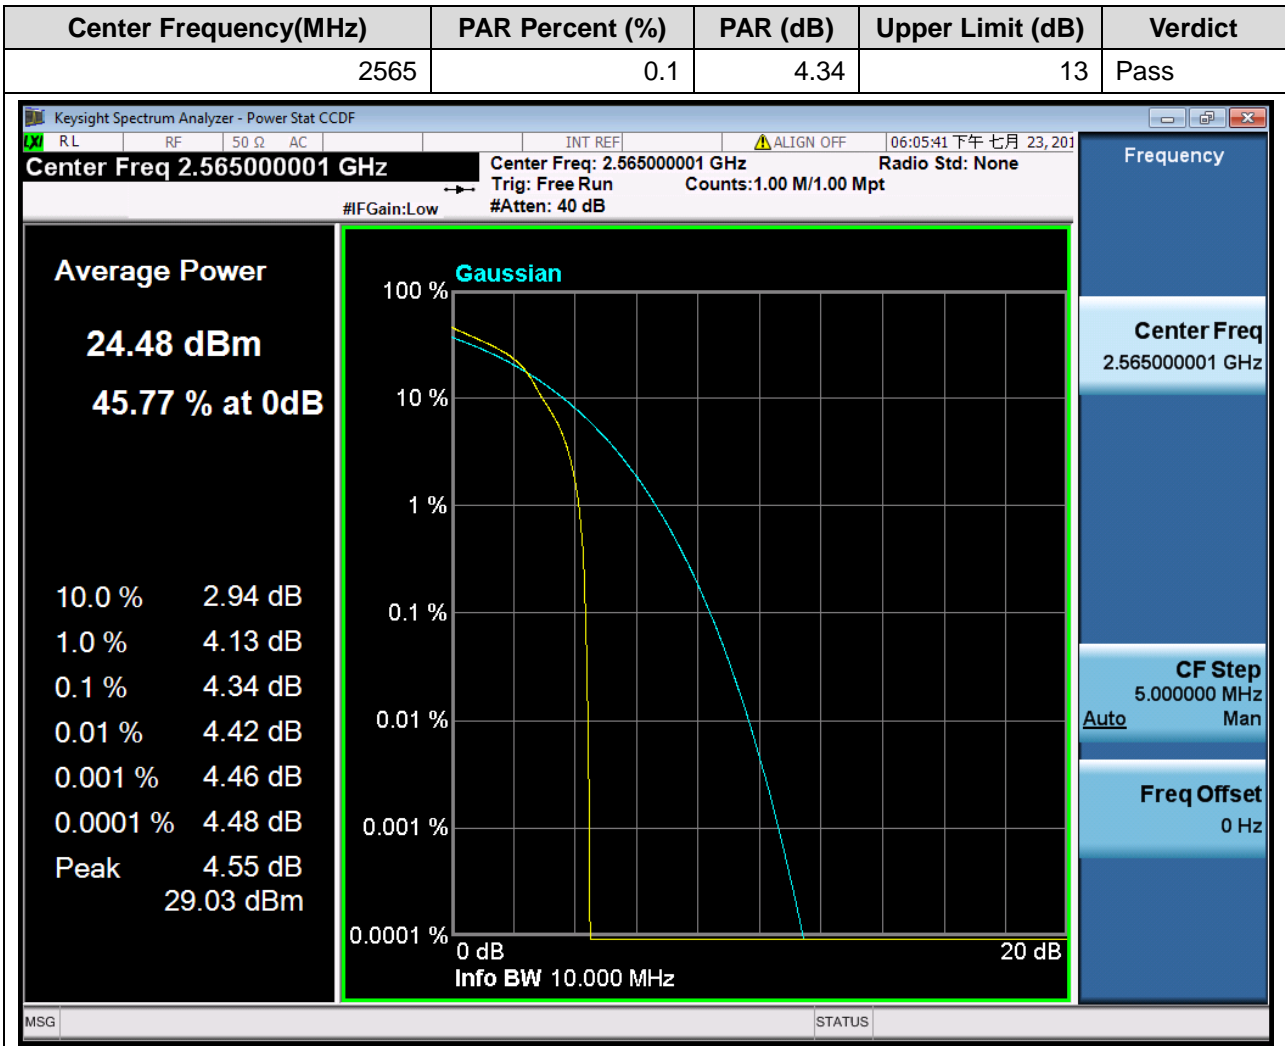 Center Frequency(MHz) PAR Percent (%) PAR (dB) Upper Limit (dB) Verdict
2565 0.1 4.34 13 Pass
Keysight Spectrum Analyzer - Power Stat CCDF
LXI RL RF 50 Ω AC INT REF ALIGN OFF 06:05:41 下午 七月 23, 201
Center Freq 2.565000001 GHz
Center Freq: 2.565000001 GHz Radio Std: None
Trig: Free Run Counts:1.00 M/1.00 Mpt
#IFGain:Low #Atten: 40 dB
Frequency
Average Power
24.48 dBm
45.77 % at 0dB
10.0 % 2.94 dB
1.0 % 4.13 dB
0.1 % 4.34 dB
0.01 % 4.42 dB
0.001 % 4.46 dB
0.0001 % 4.48 dB
Peak 4.55 dB
29.03 dBm
Gaussian
100 %
10 %
1 %
0.1 %
0.01 %
0.001 %
0.0001 %
0 dB 20 dB
Info BW 10.000 MHz
Center Freq
2.565000001 GHz
CF Step
5.000000 MHz
Auto Man
Freq Offset
0 Hz
MSG STATUS